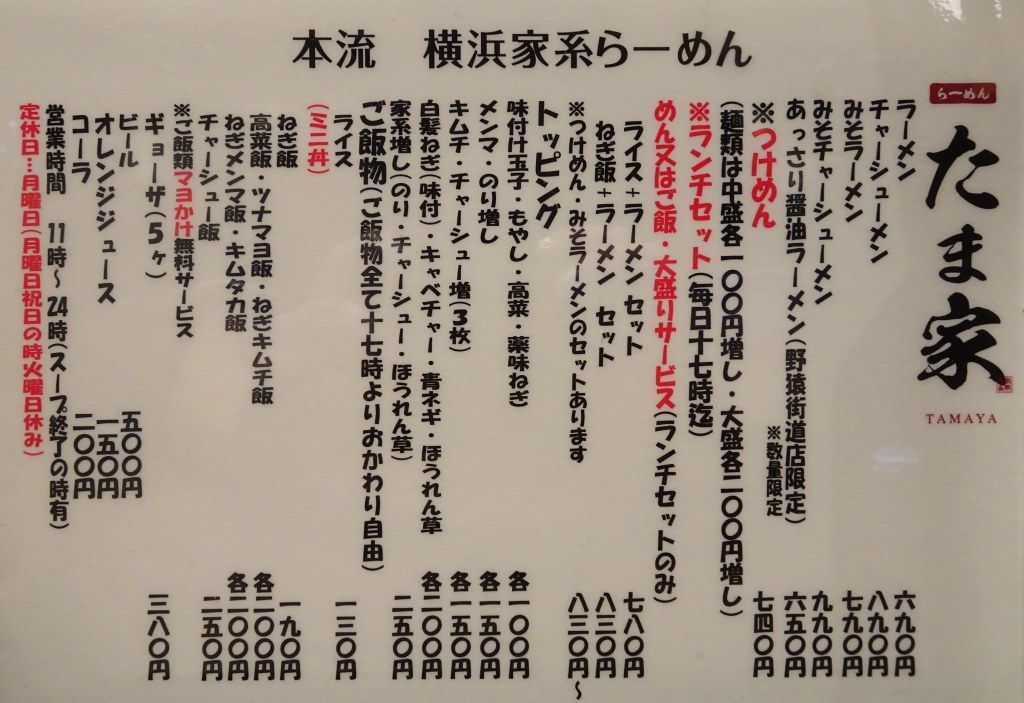 本流　横浜家系らーめん
らーめん
たま家
TAMAYA
ラーメン　六九〇円
チャーシューメン　八九〇円
みそラーメン　七九〇円
みそチャーシューメン　九九〇円
あっさり醤油ラーメン(野猿街道店限定)　六五〇円
※数量限定
※つけめん　七四〇円
(麺類は中盛各一〇〇円増し・大盛各二〇〇円増し)
※ランチセット(毎日十七時迄)
めん又はご飯・大盛りサービス(ランチセットのみ)
ライス+ラーメン セット　七八〇円
ねぎ飯+ラーメン セット　八三〇円
※つけめん・みそラーメンのセットあります　八三〇円～
トッピング
味付け玉子・もやし・高菜・薬味ねぎ　各一〇〇円
メンマ・のり増し　各一五〇円
キムチ・チャーシュー増(3枚)　各一五〇円
白髪ねぎ(味付)・キャベチャー・青ネギ・ほうれん草　各二〇〇円
家系増し(のり・チャーシュー・ほうれん草)　二五〇円
ご飯物(ご飯物全て十七時よりおかわり自由)
ライス　一三〇円
(ミニ丼)
ねぎ飯　一九〇円
高菜飯・ツナマヨ飯・ねぎキムチ飯　各二〇〇円
ねぎメンマ飯・キムタカ飯　各二〇〇円
チャーシュー飯　二五〇円
※ご飯類マヨかけ無料サービス
ギョーザ(5ヶ)　三八〇円
ビール　五〇〇円
オレンジジュース　一五〇円
コーラ　二〇〇円
営業時間　11時～24時(スープ終了の時有)
定休日…月曜日(月曜日祝日の時火曜日休み)